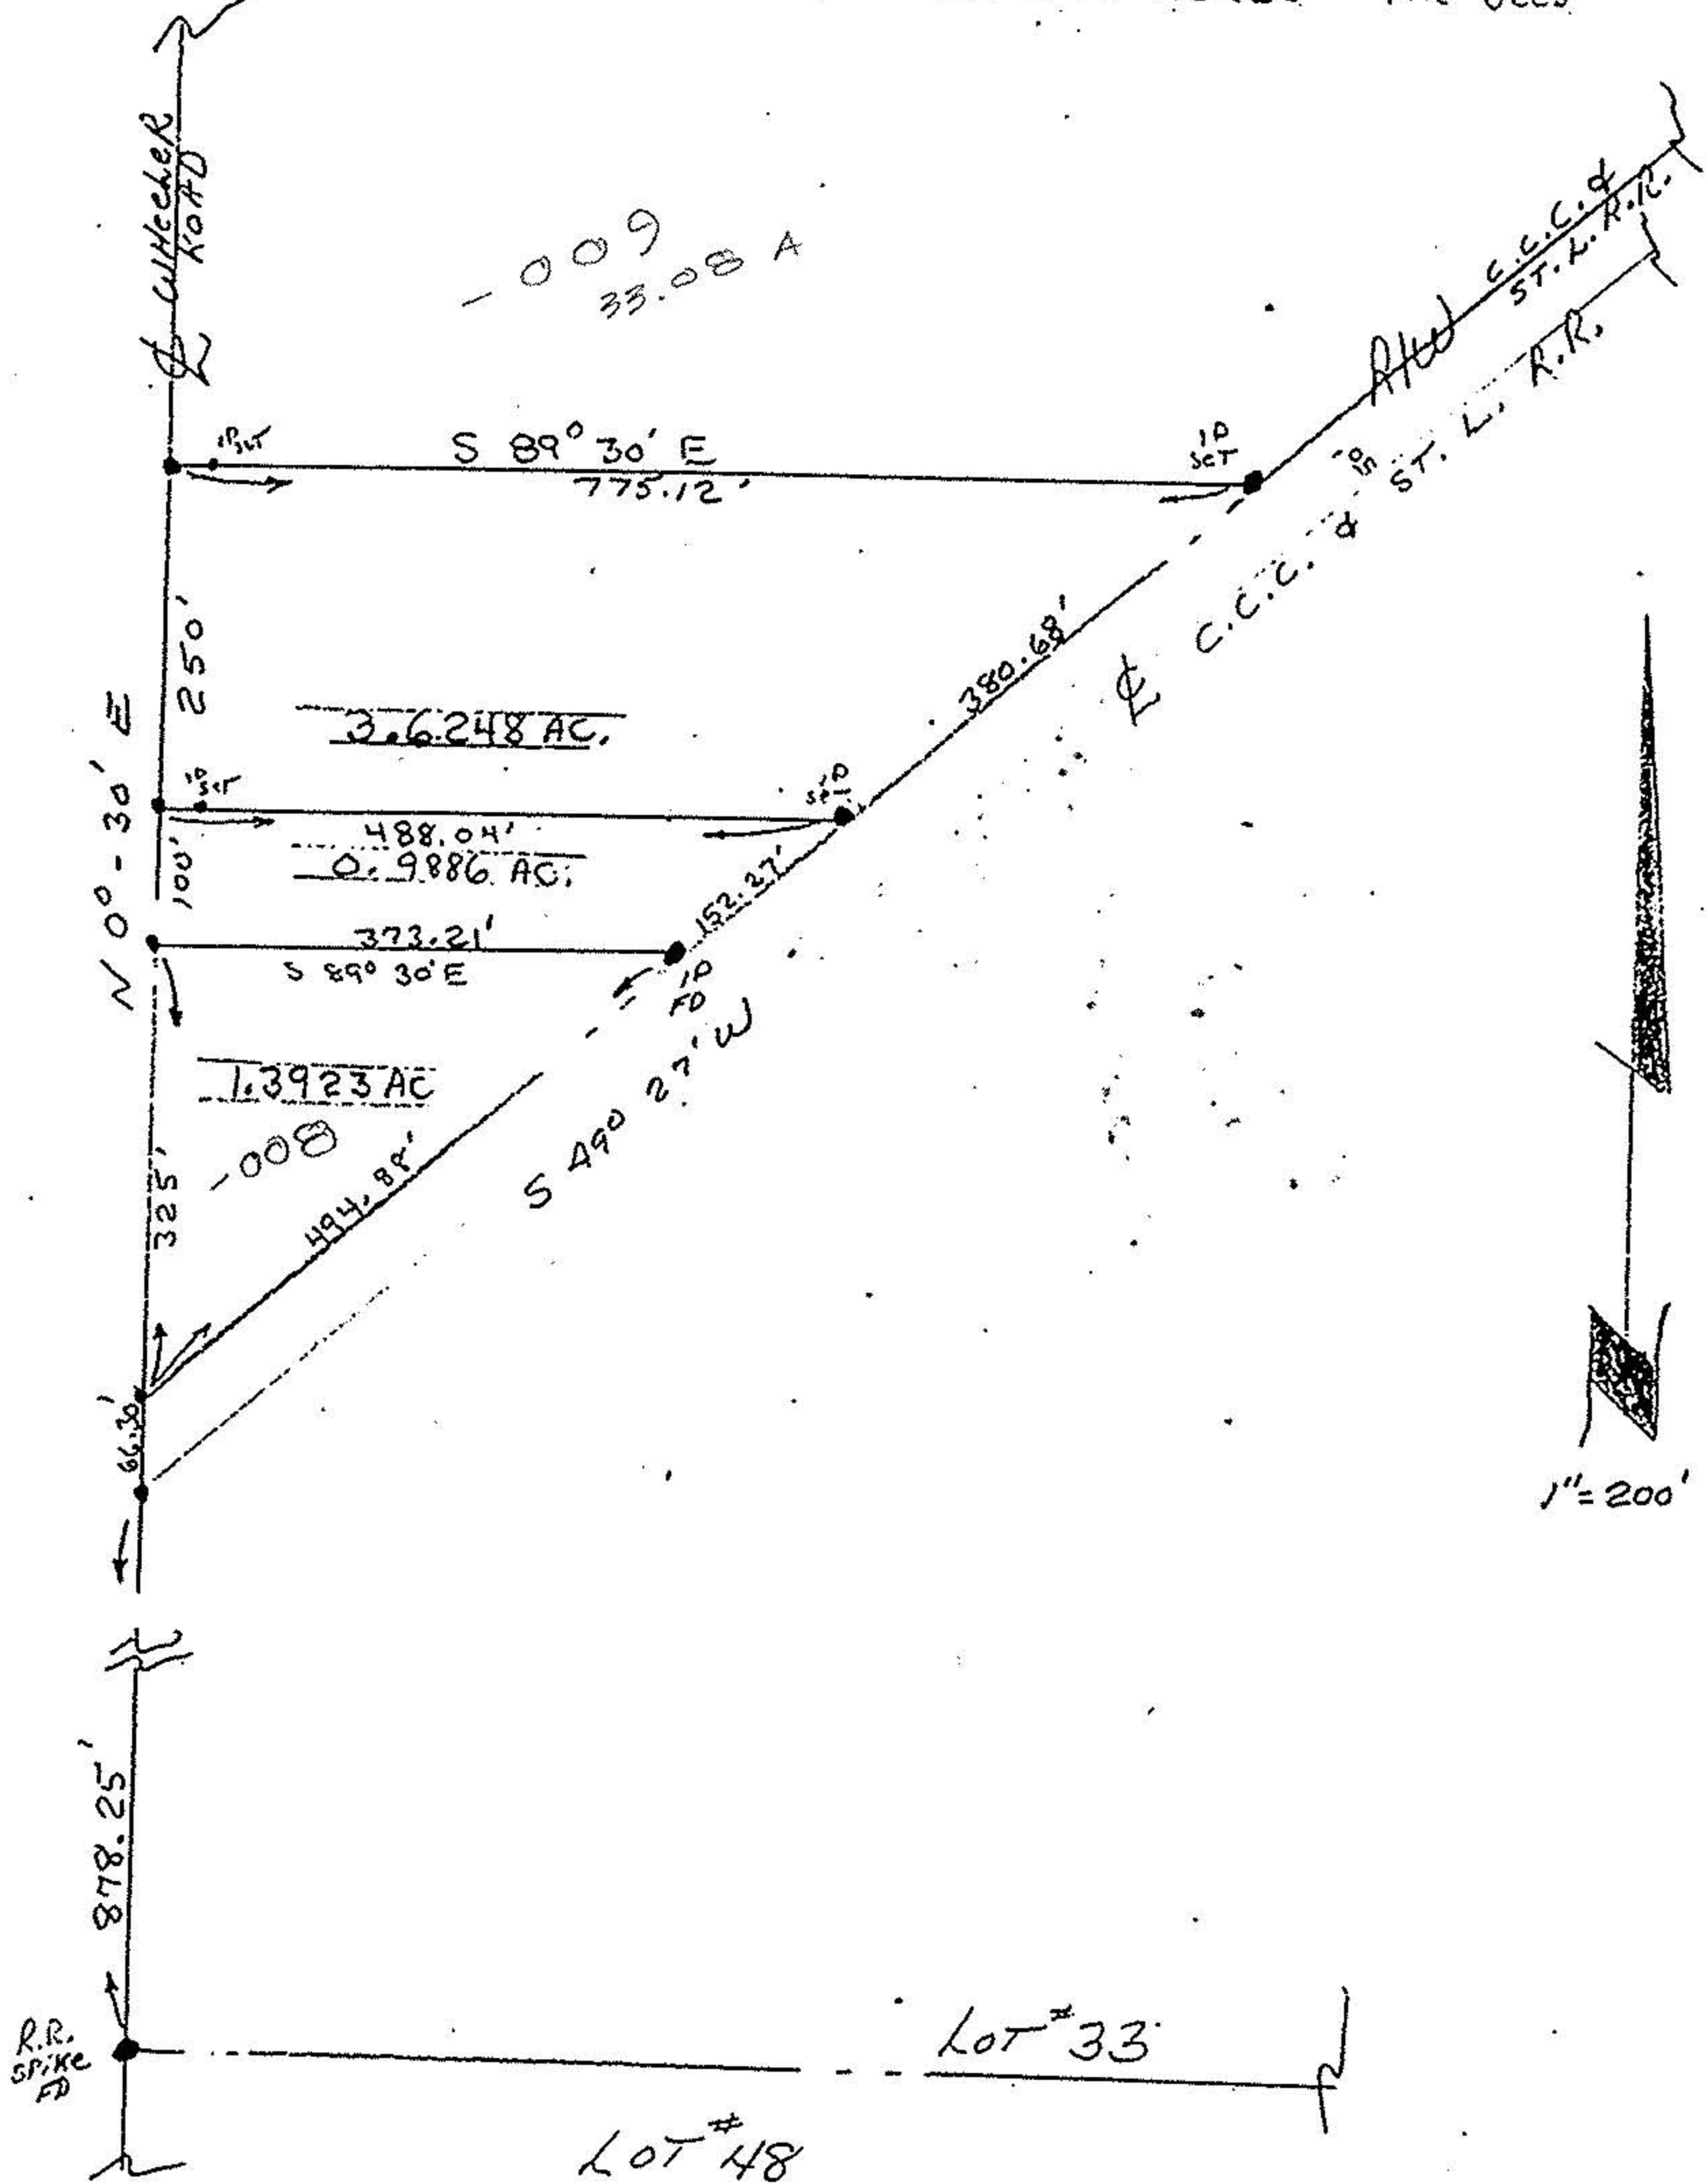 ℄ WHEELER
ROAD
- 009
33.08 A
R/W
C.C.C. &
ST. L. R.R.
IP SET
S 89° 30' E
775.12'
IP
SET
50'
℄ C.C.C. & ST. L. R.R.
250'
380.68'
3.6248 AC.
N 0° - 30' E
IP
SET
IP
SET
100'
488.04'
0.9886 AC.
152.27'
373.21'
S 89° 30' E
IP
FD
S 49° 27' W
1.3923 AC
- 008
325'
494.88'
66.30'
1" = 200'
878.25'
R.R.
SPIKE
FD
LOT # 33
LOT # 48